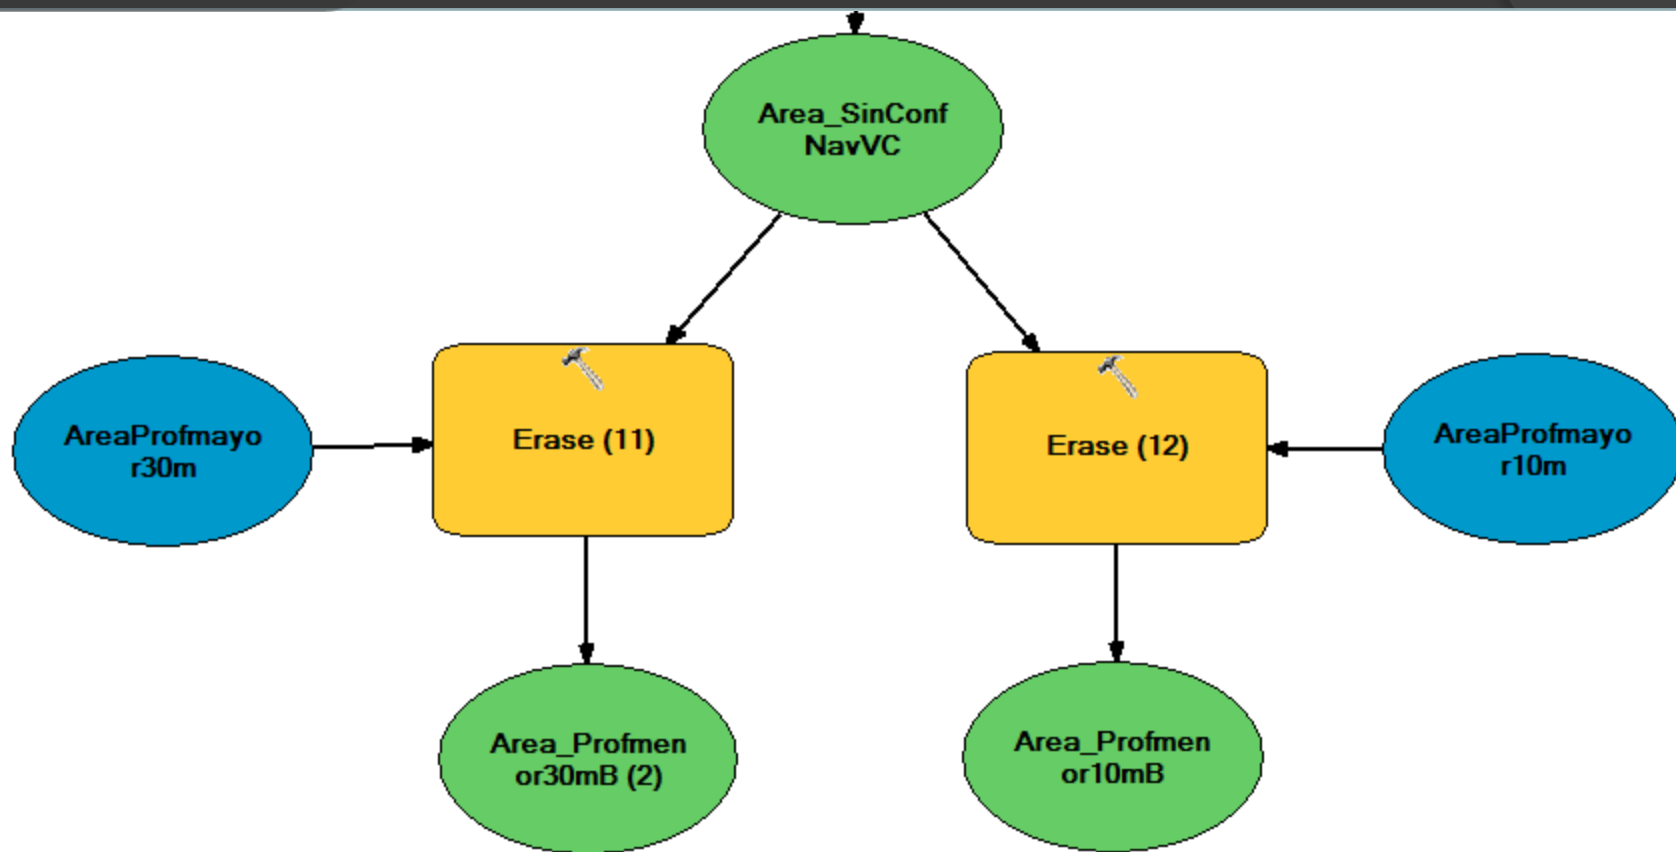 Area_SinConf
NavVC
AreaProfmayo
r30m
Erase (11)
Erase (12)
AreaProfmayo
r10m
Area_Profmen
or30mB (2)
Area_Profmen
or10mB